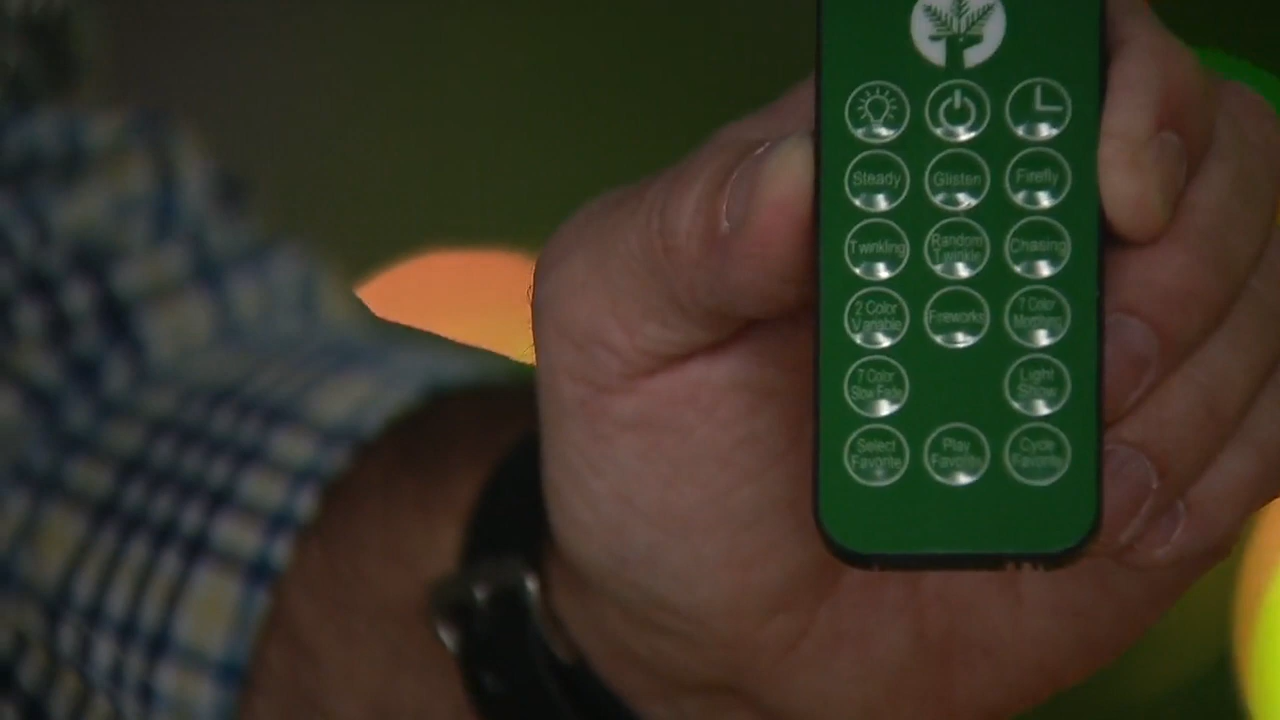 Steady Glisten Firefly
Twinkling Random Chasing
Twinkle
2 Color Fireworks 7 Color
Variable Morphing
7 Color Light
Slow Fade Show
Select Play Cycle
Favorite Favorite Favorite